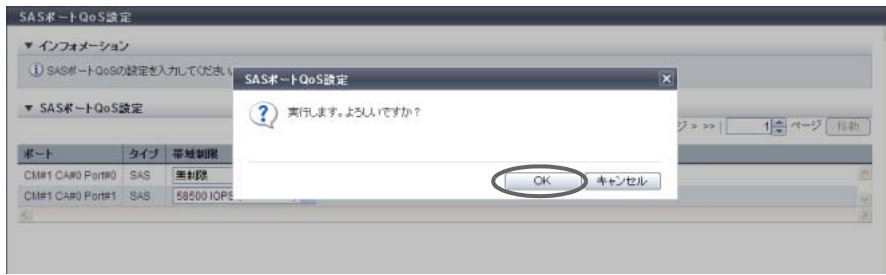 SASポートQoS設定
▼ インフォメーション
SASポートQoSの設定を入力してください
SASポートQoS設定
実行します。よろしいですか?
OK キャンセル
▼ SASポートQoS設定
ジ > >> | 1 ページ 移動
ポート タイプ 帯域制限
CM#1 CA#0 Port#0 SAS 無制限
CM#1 CA#0 Port#1 SAS 58500 IOPS